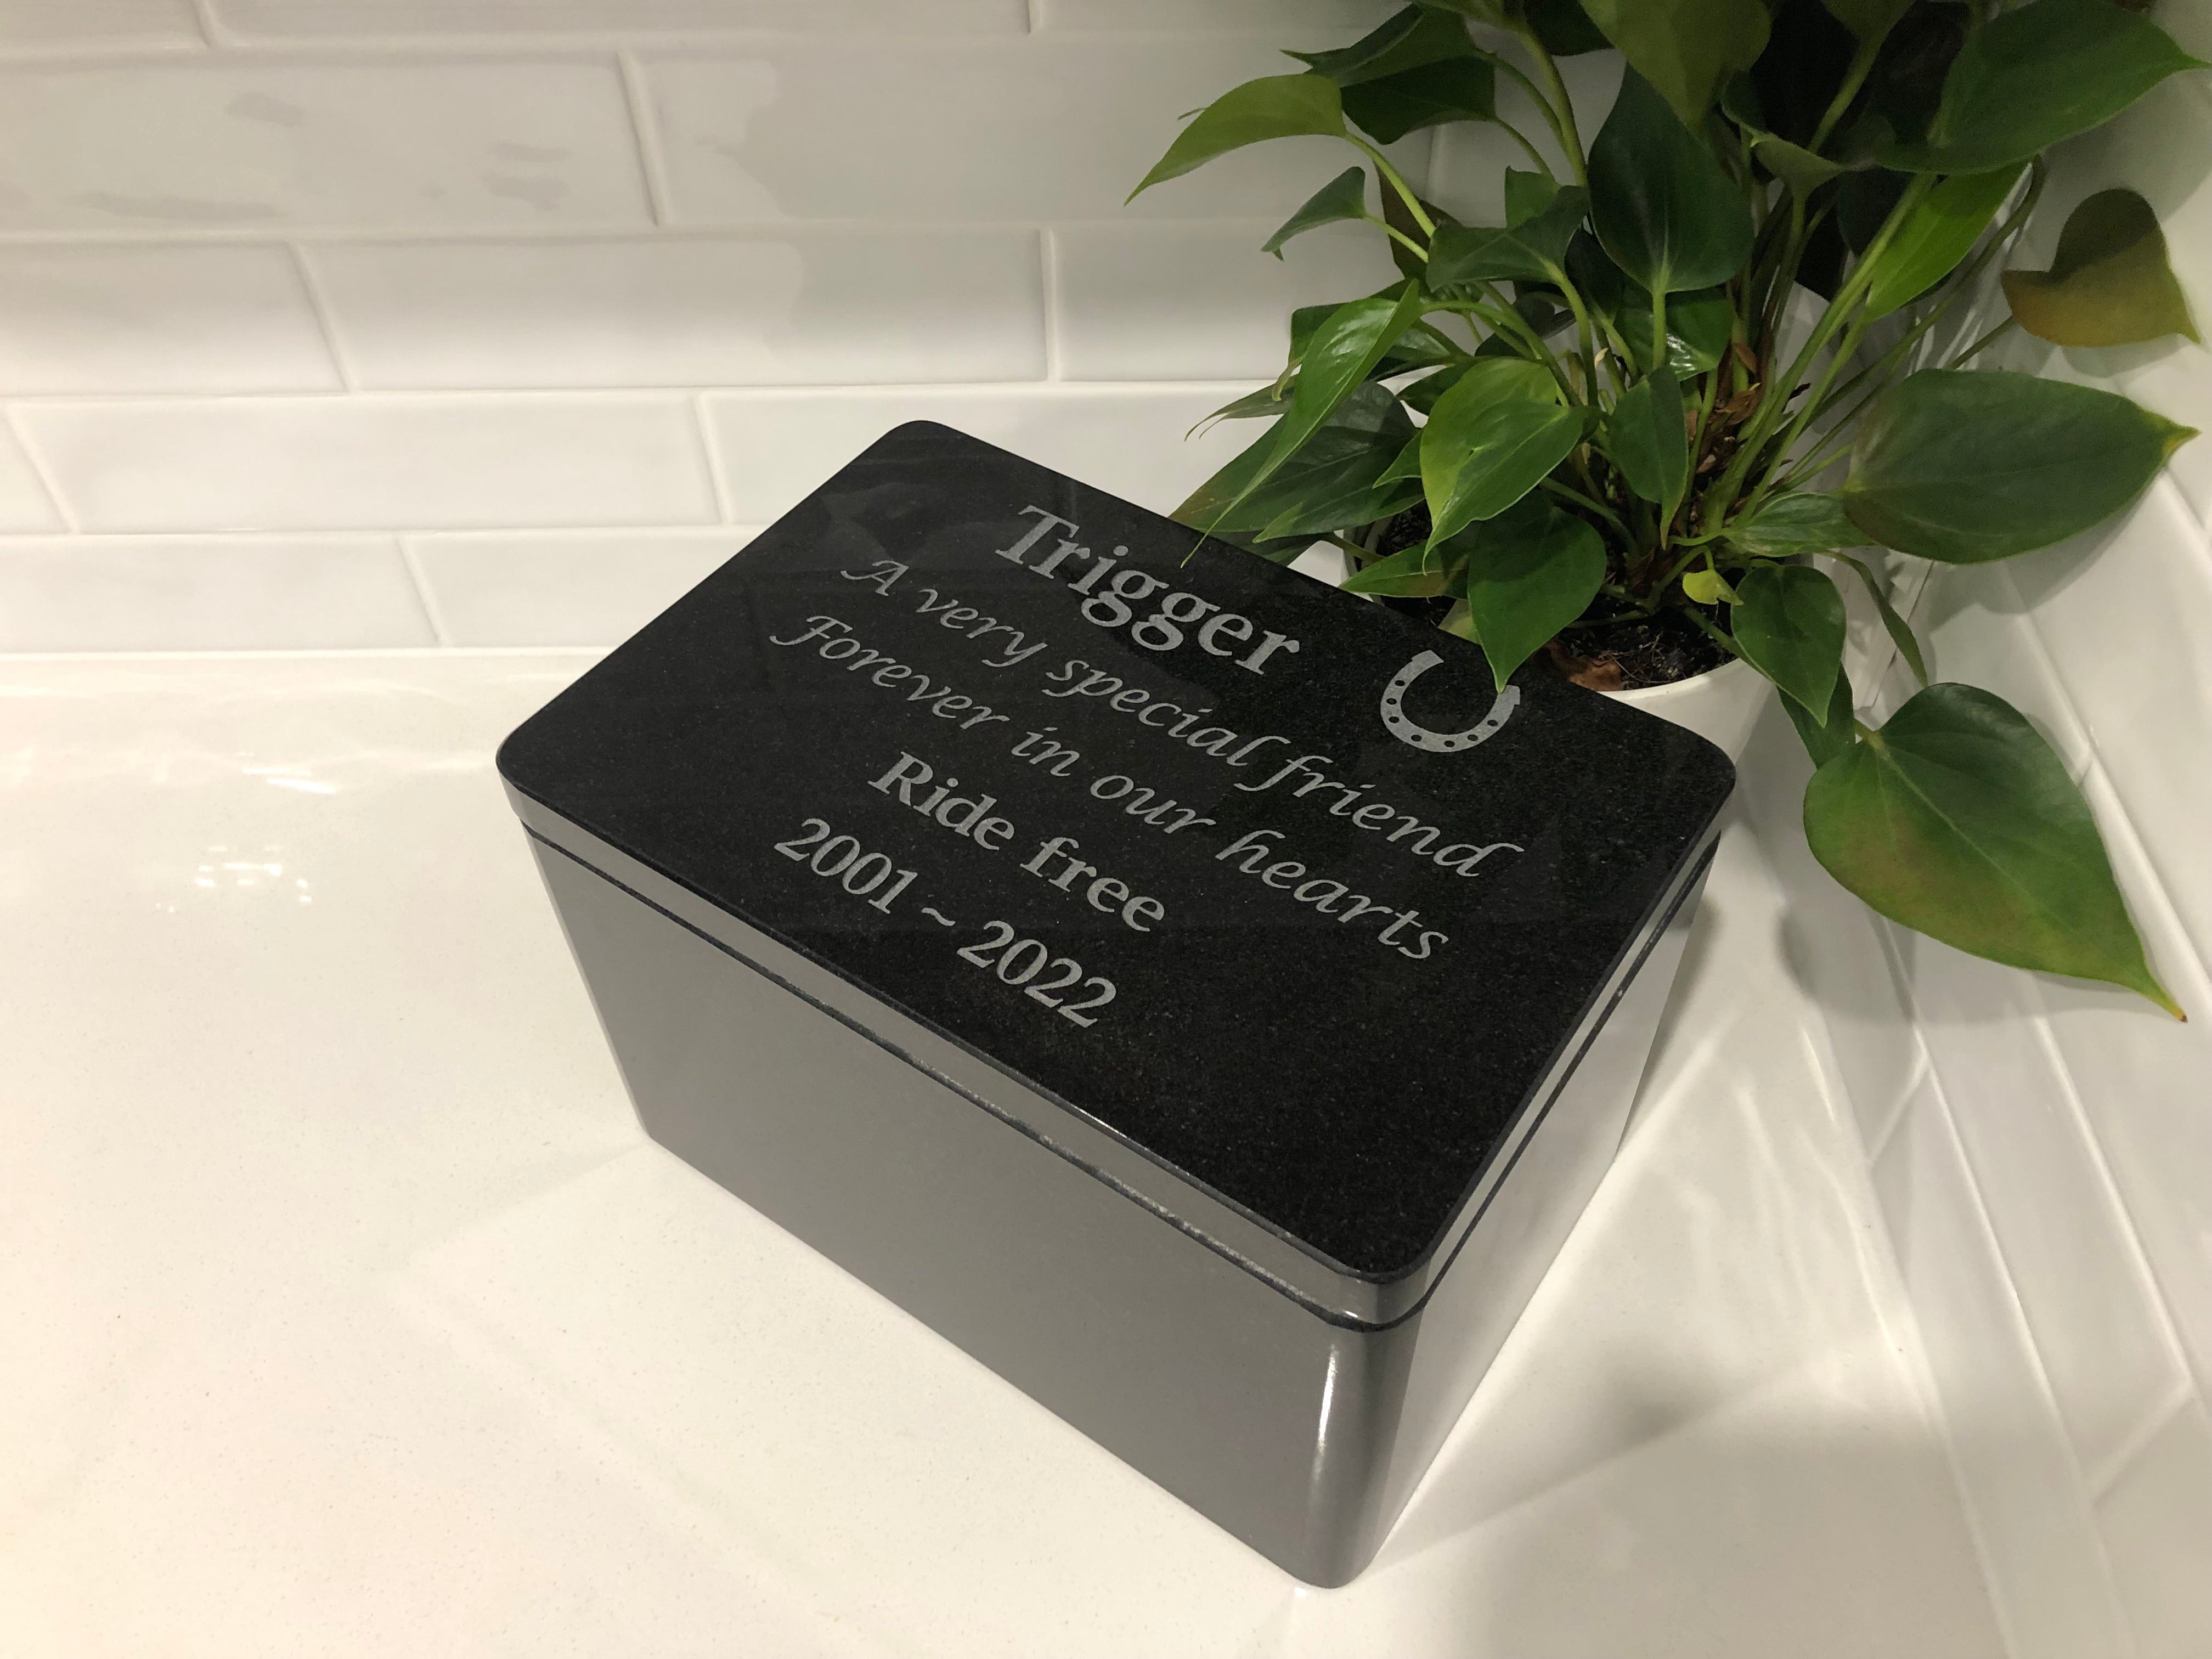 Trigger
A very special friend
Forever in our hearts
Ride free
2001 ~ 2022